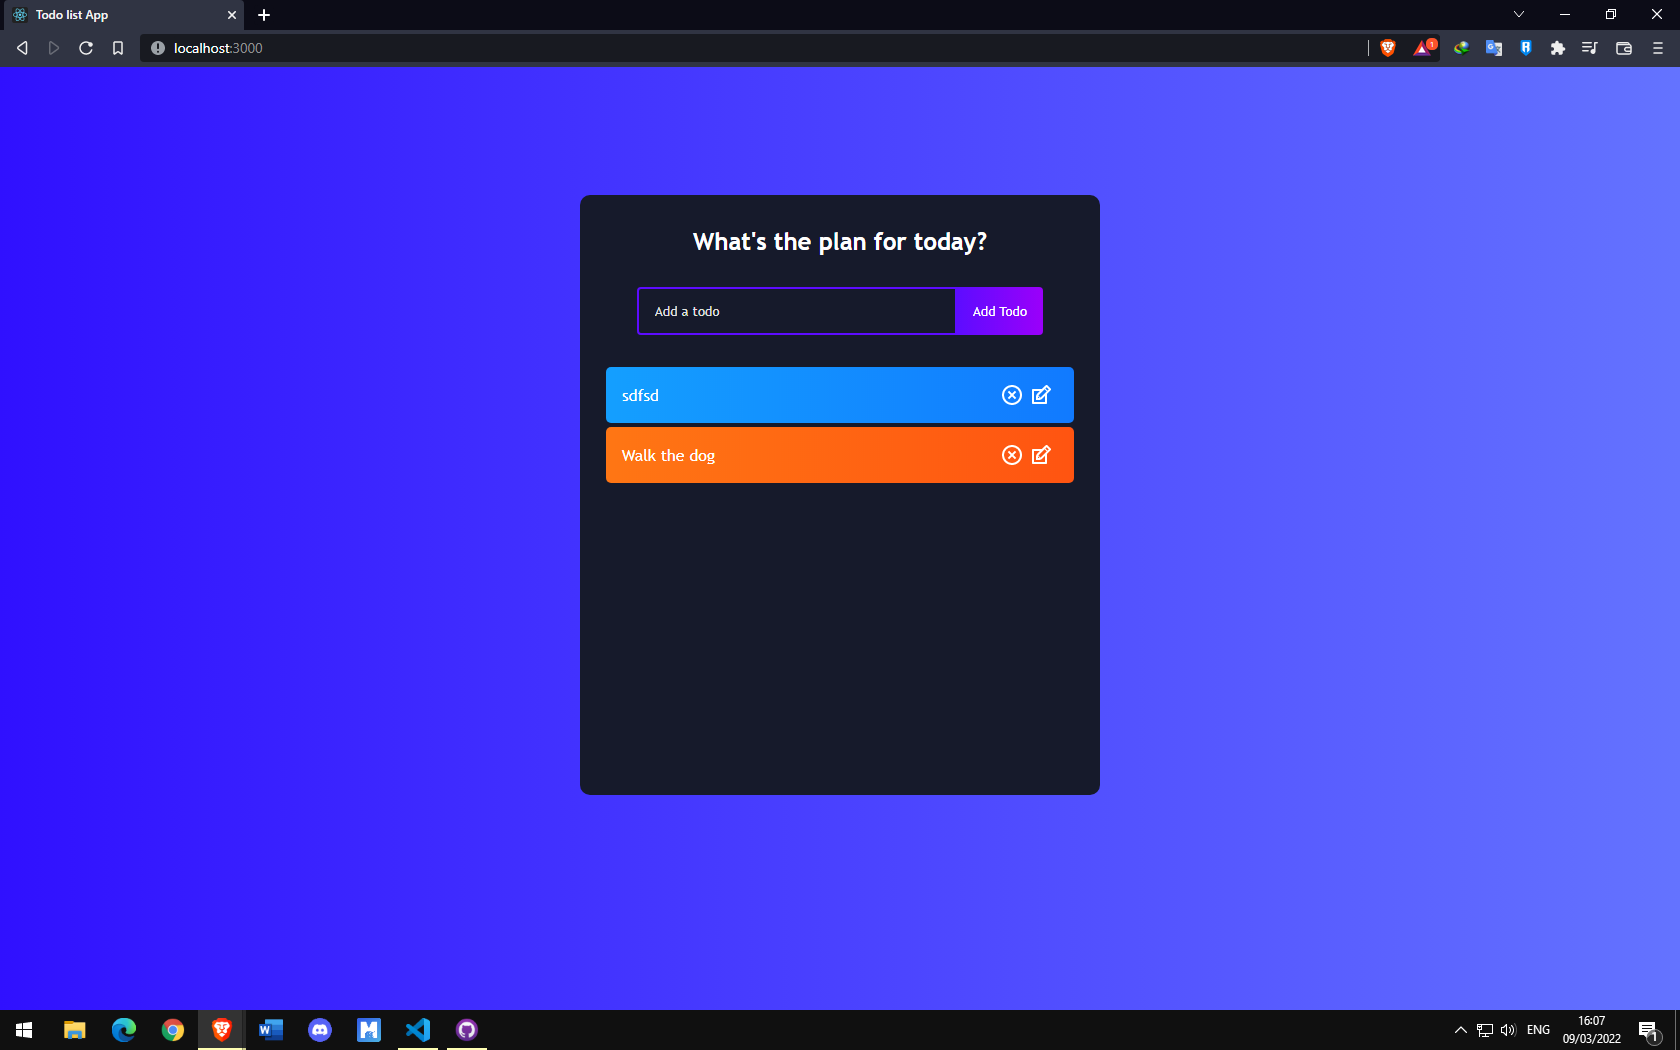 Todo list App
localhost:3000
1
What's the plan for today?
Add a todo
Add Todo
sdfsd
Walk the dog
ENG
16:07
09/03/2022
1